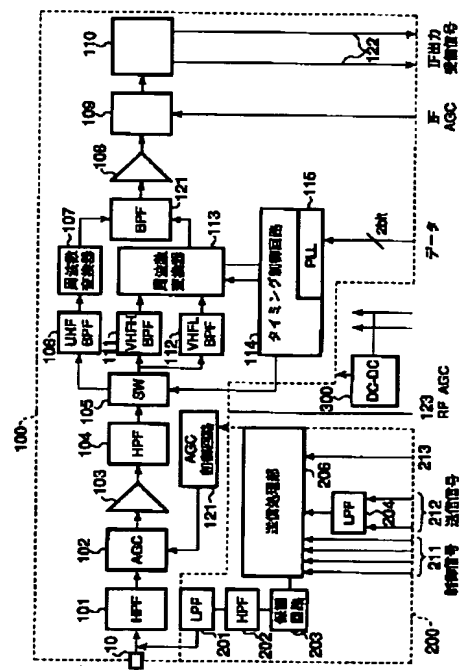 100
10
101
HPF
102
AGC
103
104
HPF
105
SW
106
UHF
BPF
107
周波数
変換器
111
VHFH
BPF
112
VHFL
BPF
113
周波数
変換器
121
BPF
108
109
110
122
IF出力
受信信号
IF
AGC
114
タイミング制御回路
115
PLL
2bit
データ
121
AGC
制御回路
123
RF AGC
300
DC-DC
200
201
LPF
202
HPF
203
保護
回路
206
送信処理部
204
LPF
211
制御信号
212
送信信号
213